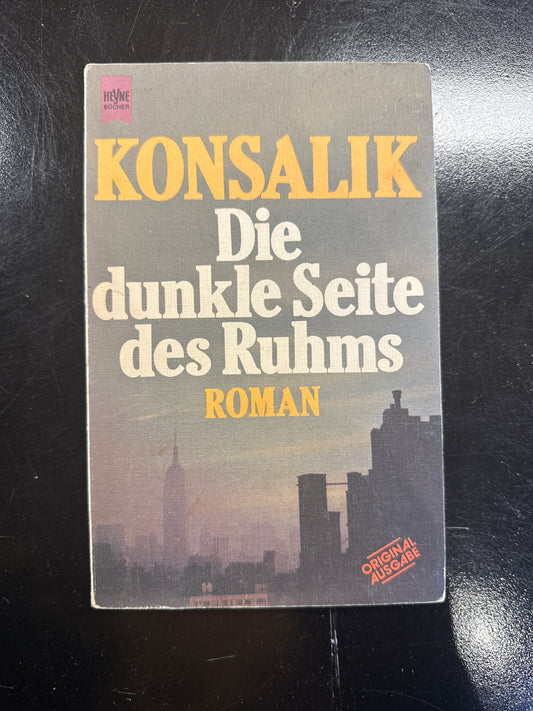 HEYNE
BÜCHER
KONSALIK
Die
dunkle Seite
des Ruhms
ROMAN
ORIGINAL
AUSGABE